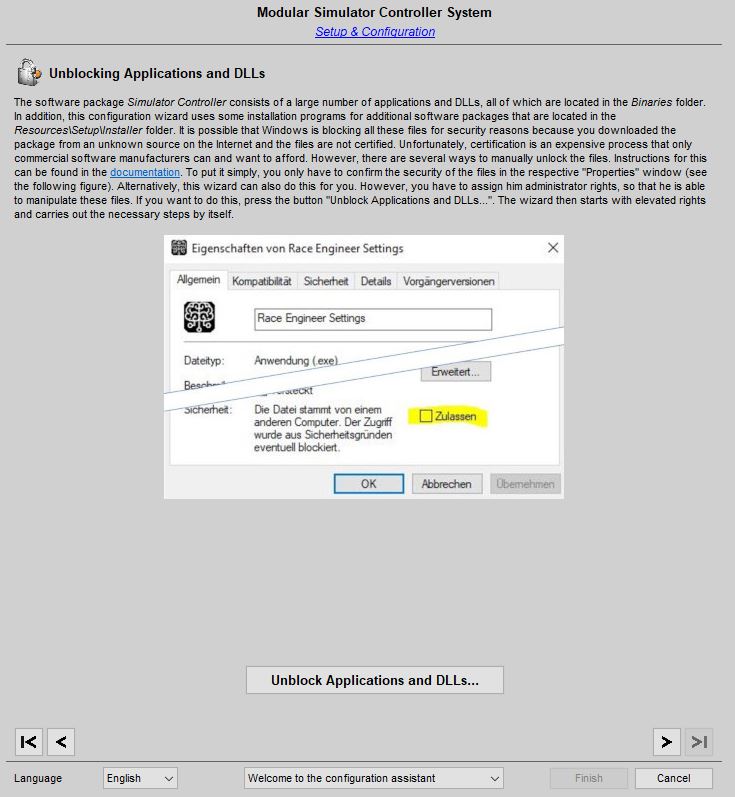 Modular Simulator Controller System
Setup & Configuration
Unblocking Applications and DLLs
The software package Simulator Controller consists of a large number of applications and DLLs, all of which are located in the Binaries folder.
In addition, this configuration wizard uses some installation programs for additional software packages that are located in the
Resources\Setup\Installer folder. It is possible that Windows is blocking all these files for security reasons because you downloaded the
package from an unknown source on the Internet and the files are not certified. Unfortunately, certification is an expensive process that only
commercial software manufacturers can and want to afford. However, there are several ways to manually unlock the files. Instructions for this
can be found in the documentation. To put it simply, you only have to confirm the security of the files in the respective "Properties" window (see
the following figure). Alternatively, this wizard can also do this for you. However, you have to assign him administrator rights, so that he is able
to manipulate these files. If you want to do this, press the button "Unblock Applications and DLLs...". The wizard then starts with elevated rights
and carries out the necessary steps by itself.
Eigenschaften von Race Engineer Settings
Allgemein Kompatibilität Sicherheit Details Vorgängerversionen
Race Engineer Settings
Dateityp: Anwendung (.exe)
Erweitert...
Sicherheit: Die Datei stammt von einem
anderen Computer. Der Zugriff
wurde aus Sicherheitsgründen
eventuell blockiert.
Zulassen
OK Abbrechen Übernehmen
Unblock Applications and DLLs...
Language English Welcome to the configuration assistant Finish Cancel